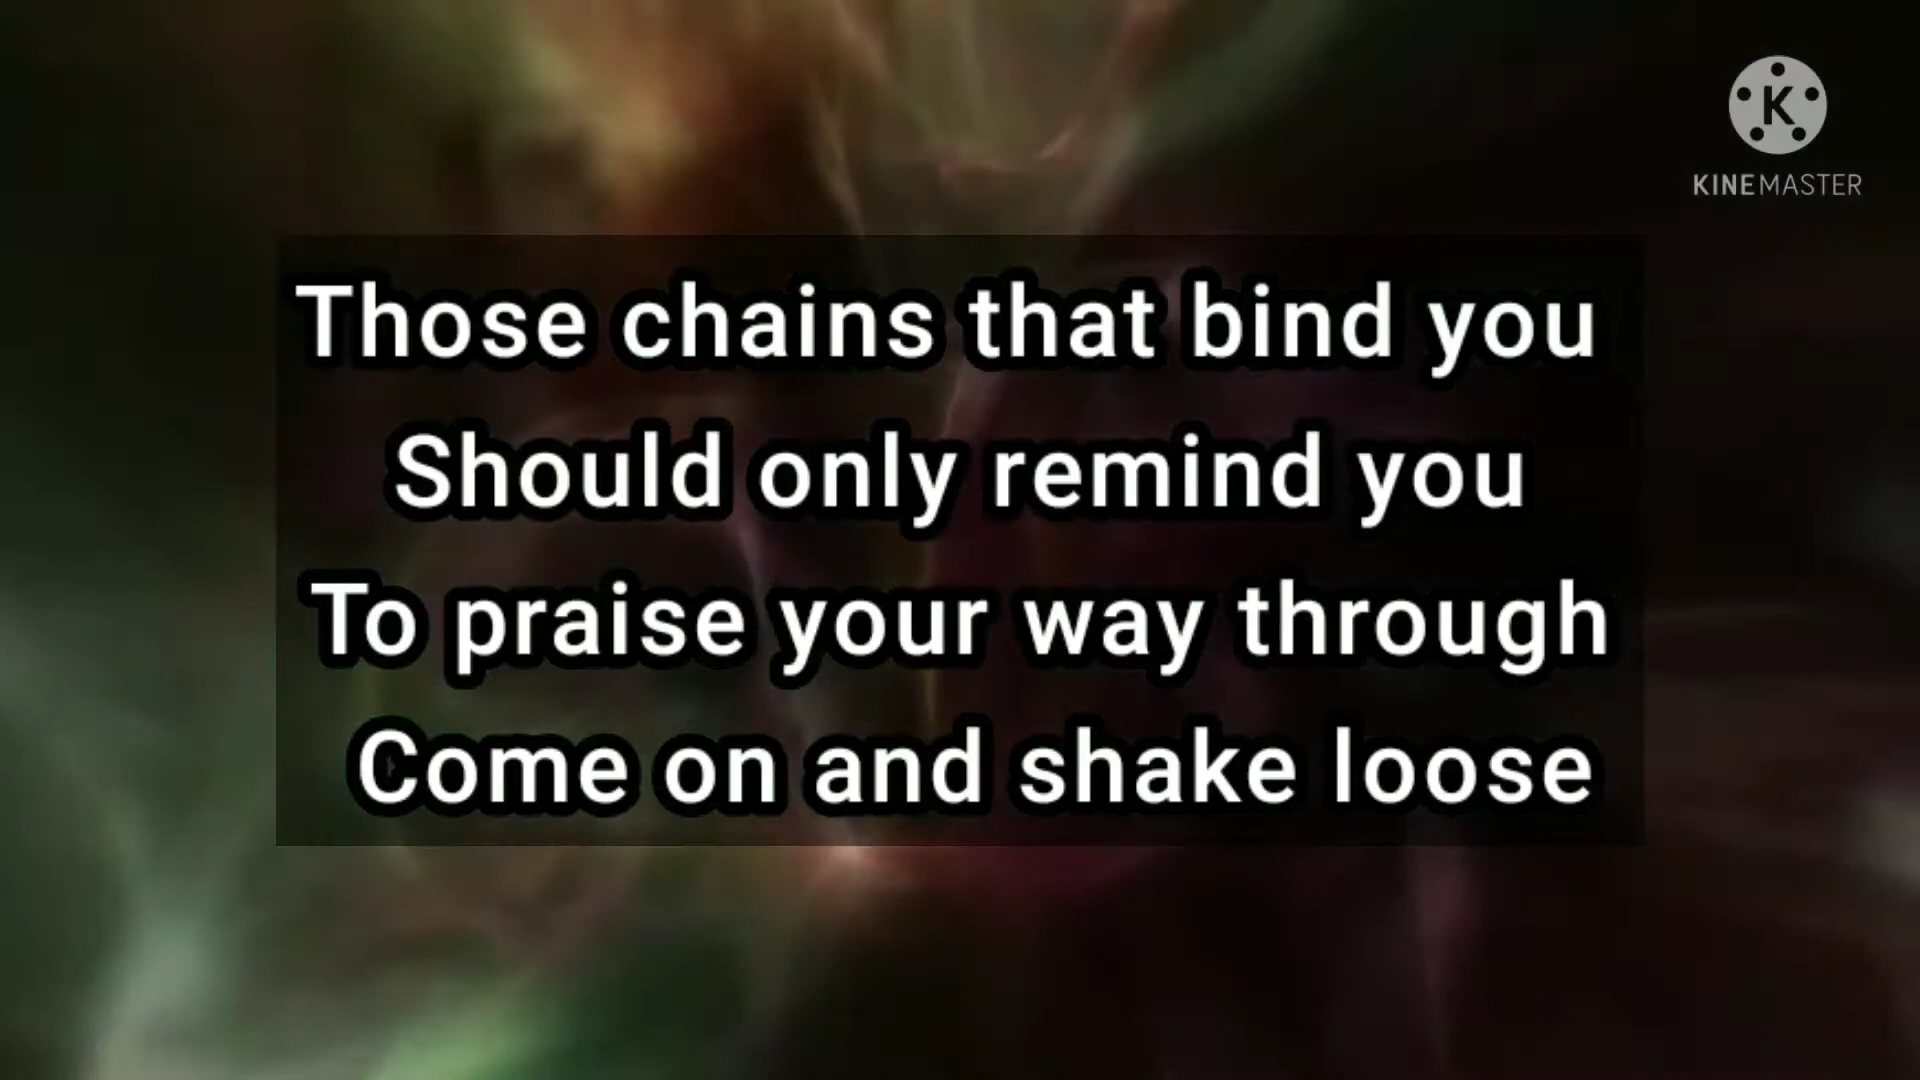 K
KINEMASTER
Those chains that bind you
Should only remind you
To praise your way through
Come on and shake loose